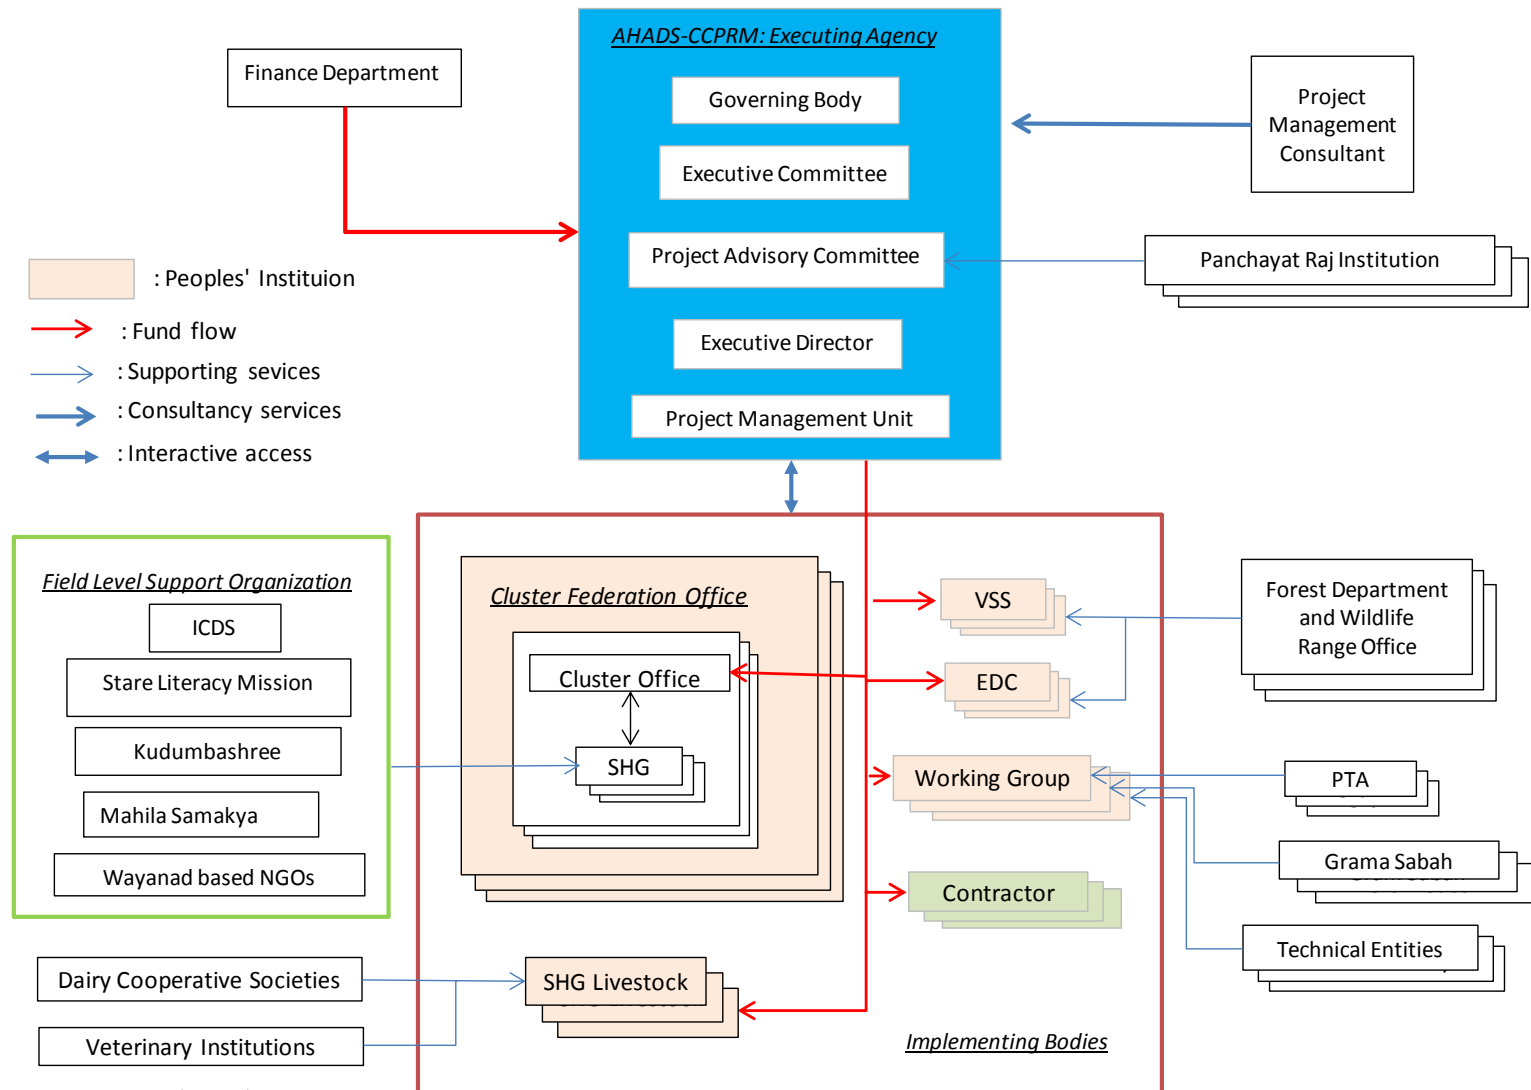 AHADS-CCPRM: Executing Agency
Finance Department
Governing Body
Project
Management
Consultant
Executive Committee
Project Advisory Committee
Panchayat Raj Institution
: Peoples' Instituion
: Fund flow
Executive Director
: Supporting sevices
: Consultancy services
Project Management Unit
: Interactive access
Field Level Support Organization
ICDS
Stare Literacy Mission
Kudumbashree
Mahila Samakya
Wayanad based NGOs
Cluster Federation Office
Cluster Office
SHG
VSS
EDC
Working Group
Contractor
Forest Department
and Wildlife
Range Office
PTA
Grama Sabah
Technical Entities
Dairy Cooperative Societies
SHG Livestock
Veterinary Institutions
Implementing Bodies